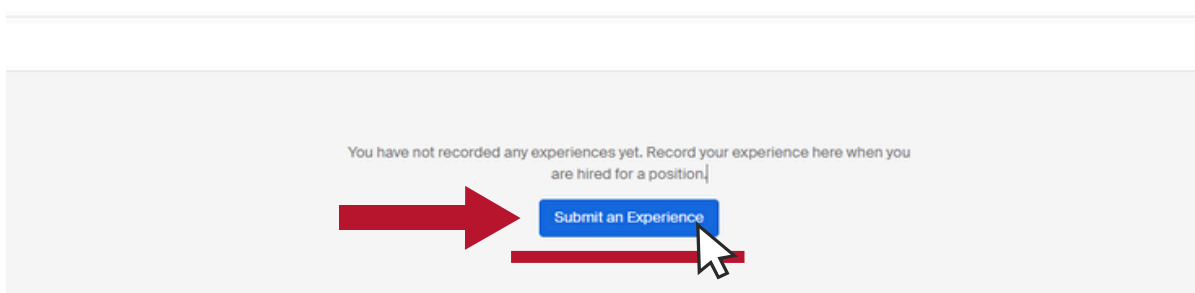 You have not recorded any experiences yet. Record your experience here when you
are hired for a position.
Submit an Experience